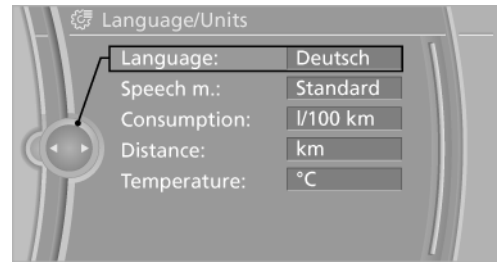 Language/Units
Language: Deutsch
Speech m.: Standard
Consumption: l/100 km
Distance: km
Temperature: °C